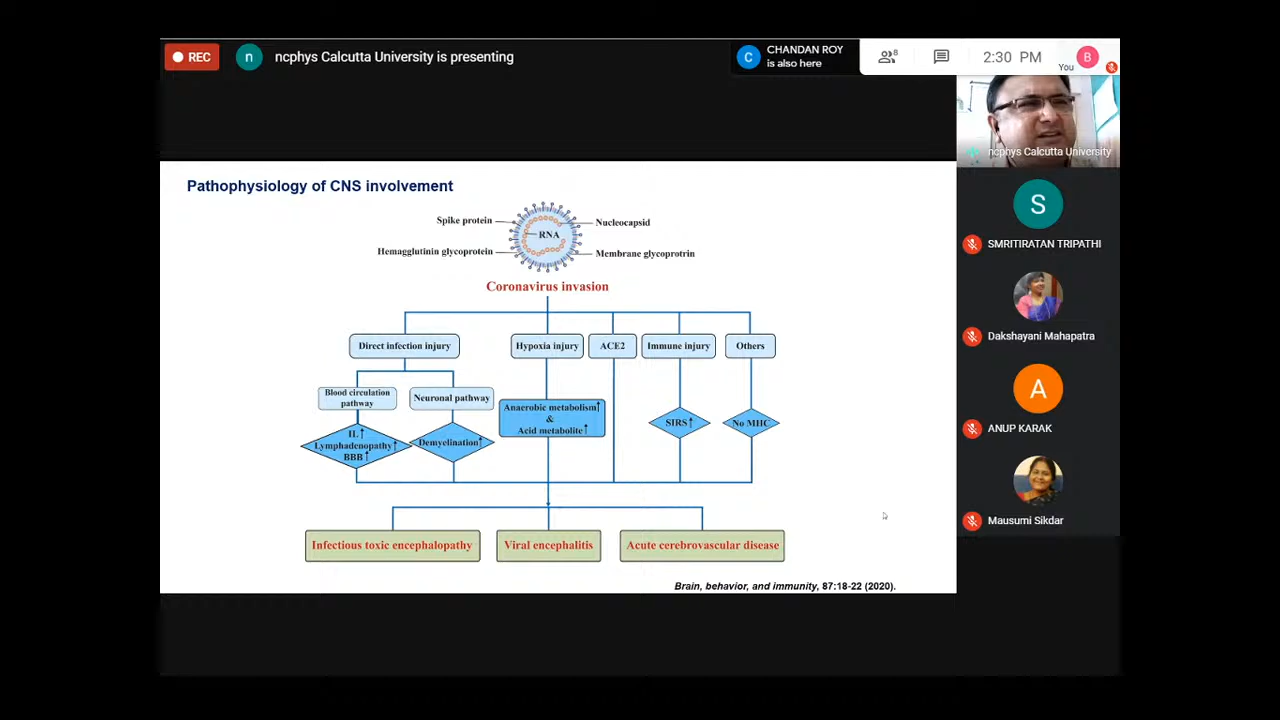 REC
n
ncphys Calcutta University is presenting
C
CHANDAN ROY
is also here
8
2:30 PM
You
B
ncphys Calcutta University
Pathophysiology of CNS involvement
Spike protein
Nucleocapsid
RNA
Hemagglutinin glycoprotein
Membrane glycoprotrin
Coronavirus invasion
Direct infection injury
Hypoxia injury
ACE2
Immune injury
Others
Blood circulation
pathway
Neuronal pathway
Anaerobic metabolism↑
&
Acid metabolite↑
IL↑
Lymphadenopathy↑
BBB↑
Demyelination↑
SIRS↑
No MHC
Infectious toxic encephalopathy
Viral encephalitis
Acute cerebrovascular disease
Brain, behavior, and immunity, 87:18-22 (2020).
S
SMRITIRATAN TRIPATHI
Dakshayani Mahapatra
A
ANUP KARAK
Mausumi Sikdar